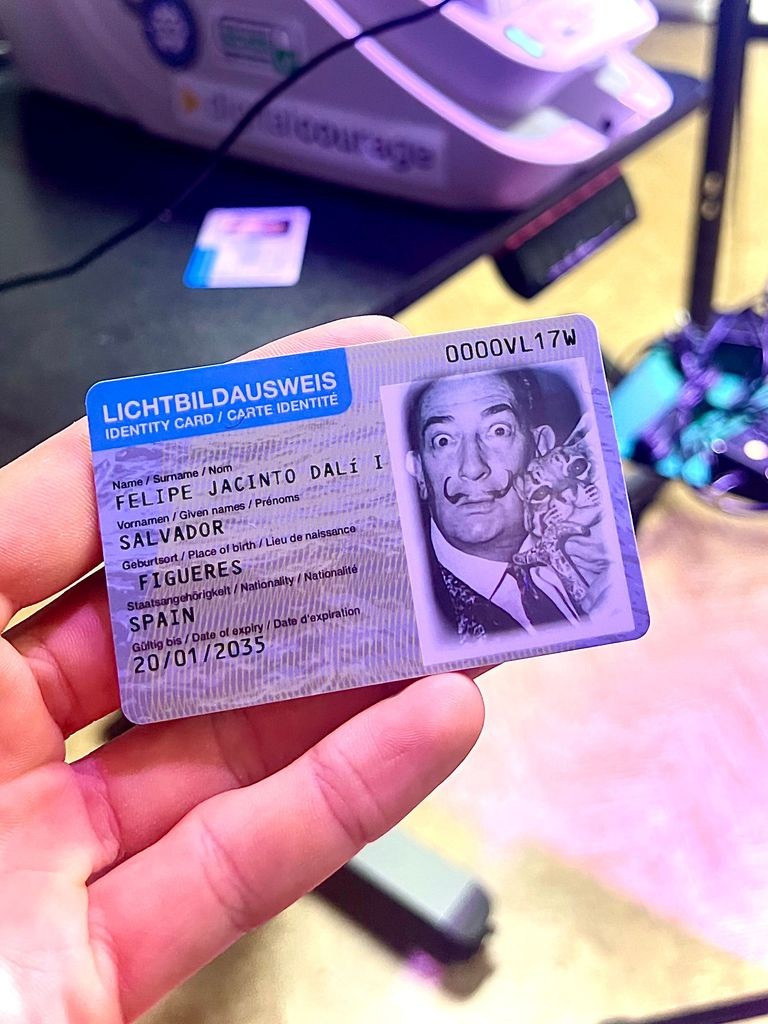 courage
LICHTBILDAUSWEIS
IDENTITY CARD / CARTE IDENTITÉ
0000VL17W
Name / Surname / Nom
FELIPE JACINTO DALÍ I
Vornamen / Given names / Prénoms
SALVADOR
Geburtsort / Place of birth / Lieu de naissance
FIGUERES
Staatsangehörigkeit / Nationality / Nationalité
SPAIN
Gültig bis / Date of expiry / Date d'expiration
20/01/2035